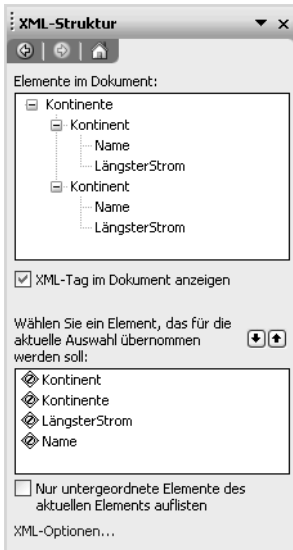 XML-Struktur
Elemente im Dokument:
Kontinente
Kontinent
Name
LängsterStrom
Kontinent
Name
LängsterStrom
XML-Tag im Dokument anzeigen
Wählen Sie ein Element, das für die
aktuelle Auswahl übernommen
werden soll:
Kontinent
Kontinente
LängsterStrom
Name
Nur untergeordnete Elemente des
aktuellen Elements auflisten
XML-Optionen...